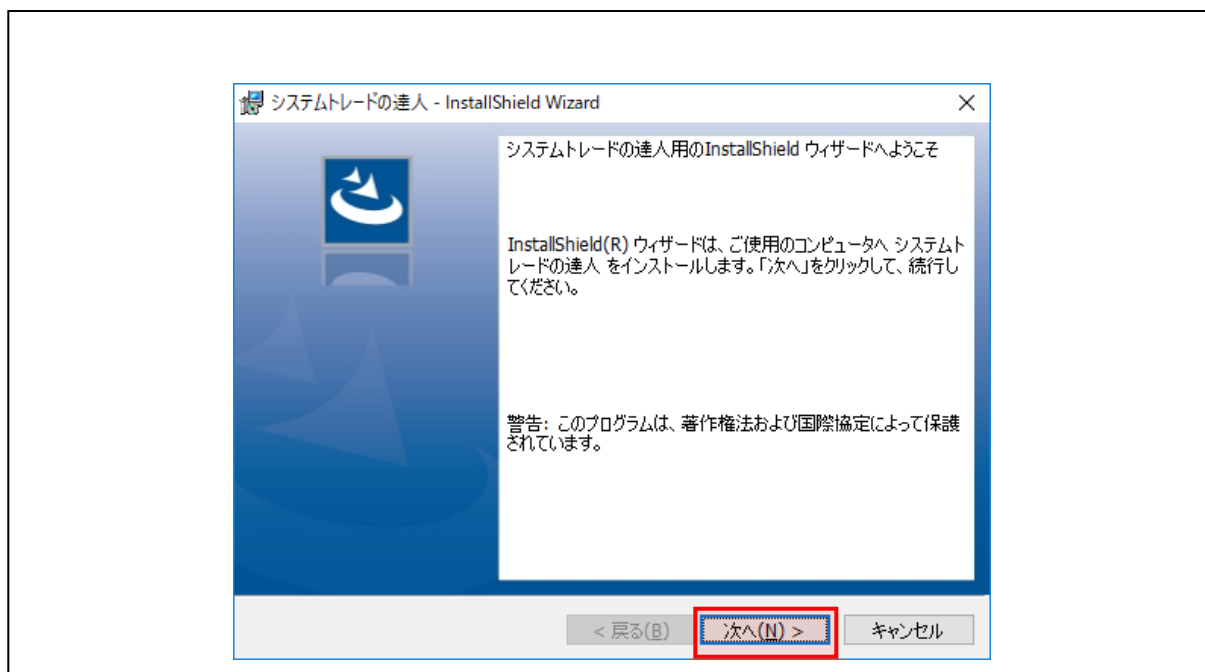 システムトレードの達人 - InstallShield Wizard
システムトレードの達人用のInstallShield ウィザードへようこそ
InstallShield(R) ウィザードは、ご使用のコンピュータへ システムト
レードの達人 をインストールします。「次へ」をクリックして、続行し
てください。
警告: このプログラムは、著作権法および国際協定によって保護
されています。
< 戻る(B) 次へ(N) > キャンセル